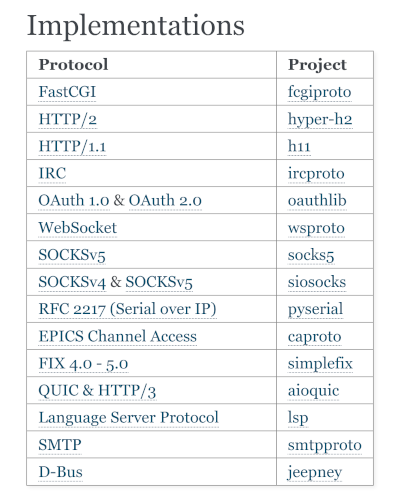 Implementations
Protocol Project
FastCGI fcgiproto
HTTP/2 hyper-h2
HTTP/1.1 h11
IRC ircproto
OAuth 1.0 & OAuth 2.0 oauthlib
WebSocket wsproto
SOCKSv5 socks5
SOCKSv4 & SOCKSv5 siosocks
RFC 2217 (Serial over IP) pyserial
EPICS Channel Access caproto
FIX 4.0 - 5.0 simplefix
QUIC & HTTP/3 aioquic
Language Server Protocol lsp
SMTP smtpproto
D-Bus jeepney